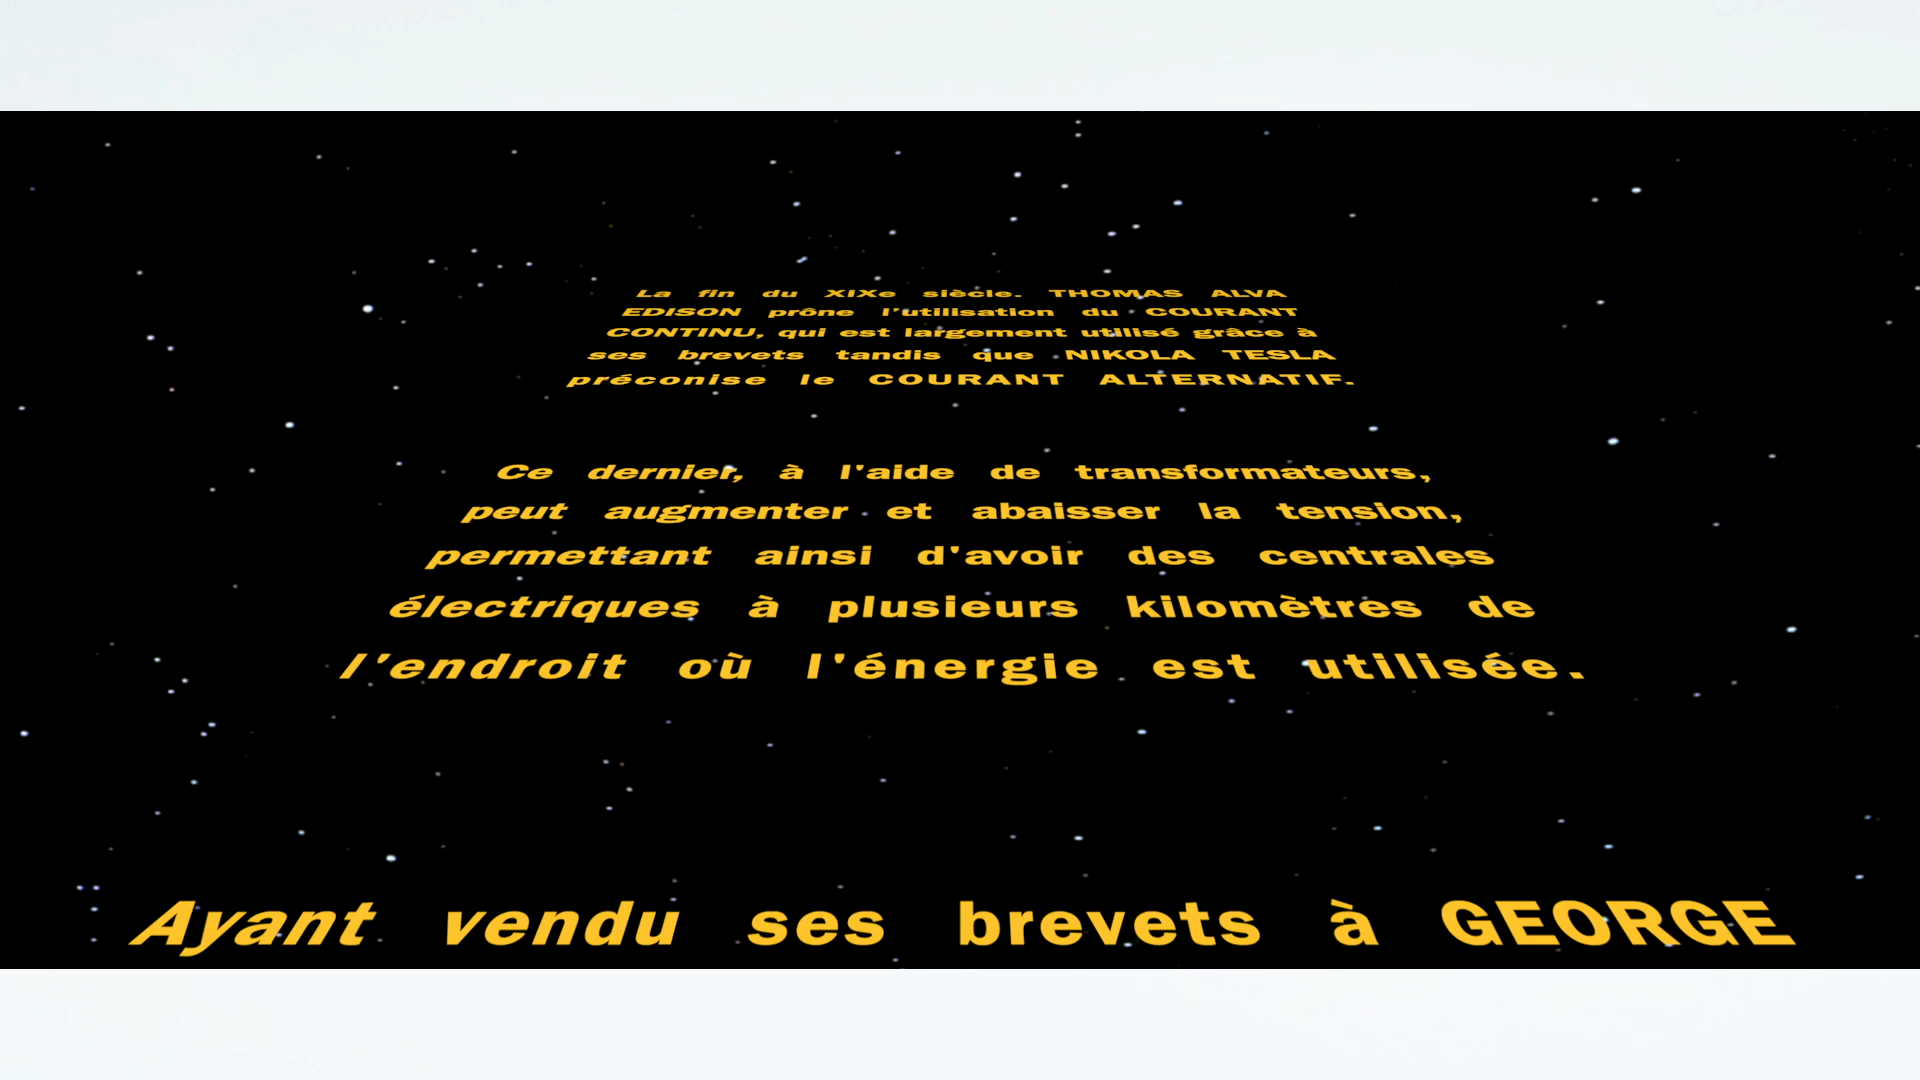 La fin du XIXe siècle. THOMAS ALVA
EDISON prône l'utilisation du COURANT
CONTINU, qui est largement utilisé grâce à
ses brevets tandis que NIKOLA TESLA
préconise le COURANT ALTERNATIF.
Ce dernier, à l'aide de transformateurs,
peut augmenter et abaisser la tension,
permettant ainsi d'avoir des centrales
électriques à plusieurs kilomètres de
l'endroit où l'énergie est utilisée.
Ayant vendu ses brevets à GEORGE